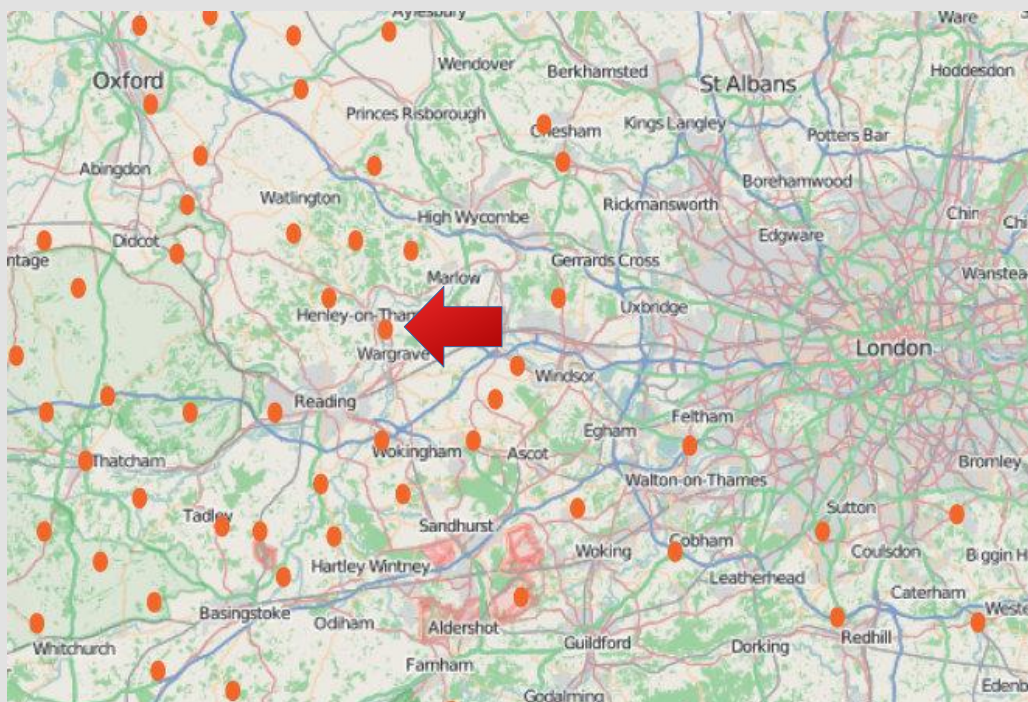 Aylesbury
Ware
Wendover
Berkhamsted
Hoddesdon
Oxford
St Albans
Princes Risborough
Chesham
Kings Langley
Potters Bar
Abingdon
Borehamwood
Watlington
Rickmansworth
High Wycombe
Chin
Chi
Didcot
Edgware
ntage
Gerrards Cross
Marlow
Wanstea
Uxbridge
Henley-on-Tham
Wargrave
London
Windsor
Reading
Feltham
Egham
Wokingham
Ascot
Thatcham
Bromley
Walton-on-Thames
Tadley
Sutton
Sandhurst
Cobham
Woking
Coulsdon
Biggin H
Hartley Wintney
Leatherhead
Caterham
Basingstoke
Weste
Odiham
Aldershot
Guildford
Redhill
Whitchurch
Dorking
Farnham
Edenb
Godalming